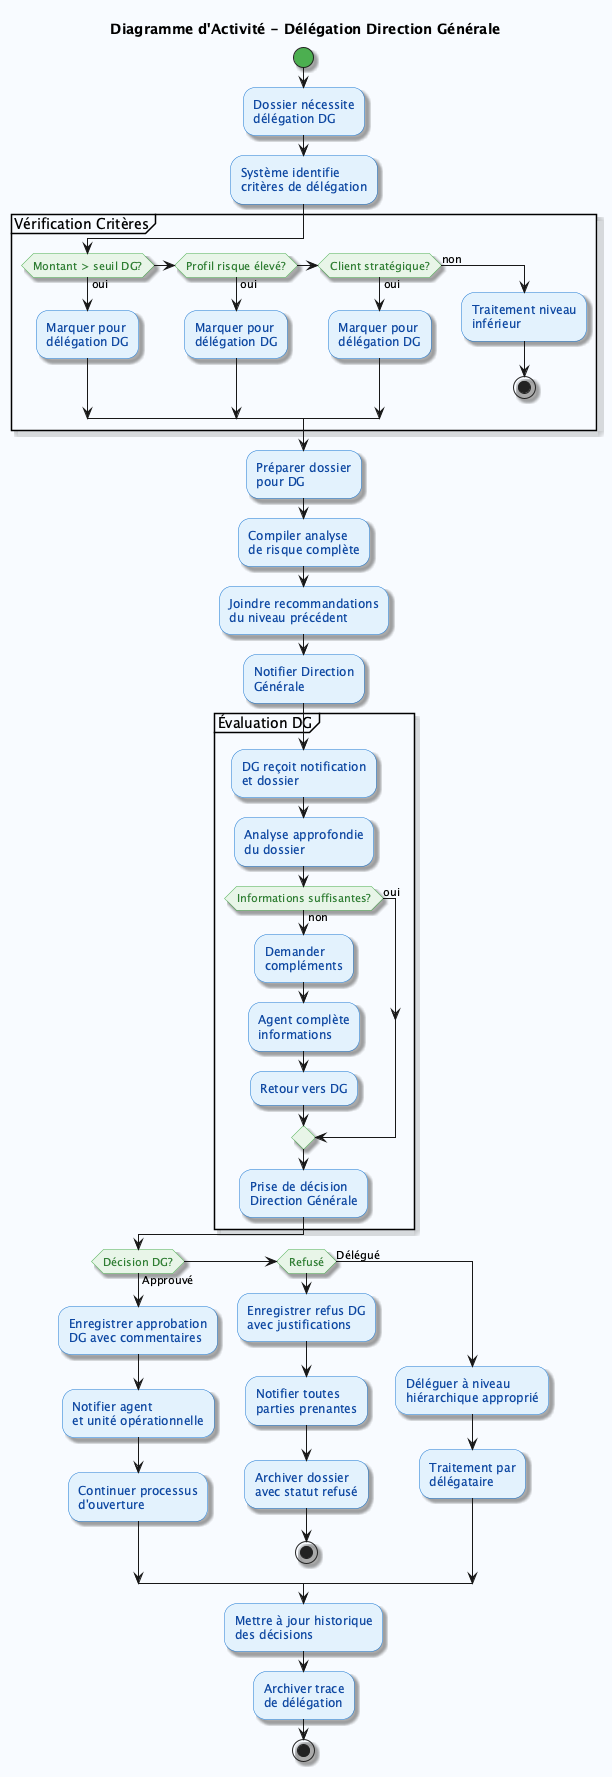 Diagramme d'Activité - Délégation Direction Générale
Dossier nécessite
délégation DG
Système identifie
critères de délégation
Vérification Critères
Montant > seuil DG?
oui
Profil risque élevé?
oui
Client stratégique?
oui
non
Marquer pour
délégation DG
Marquer pour
délégation DG
Marquer pour
délégation DG
Traitement niveau
inférieur
Préparer dossier
pour DG
Compiler analyse
de risque complète
Joindre recommandations
du niveau précédent
Notifier Direction
Générale
Évaluation DG
DG reçoit notification
et dossier
Analyse approfondie
du dossier
Informations suffisantes?
oui
non
Demander
compléments
Agent complète
informations
Retour vers DG
Prise de décision
Direction Générale
Décision DG?
Approuvé
Refusé
Délégué
Enregistrer approbation
DG avec commentaires
Notifier agent
et unité opérationnelle
Continuer processus
d'ouverture
Enregistrer refus DG
avec justifications
Notifier toutes
parties prenantes
Archiver dossier
avec statut refusé
Déléguer à niveau
hiérarchique approprié
Traitement par
délégataire
Mettre à jour historique
des décisions
Archiver trace
de délégation